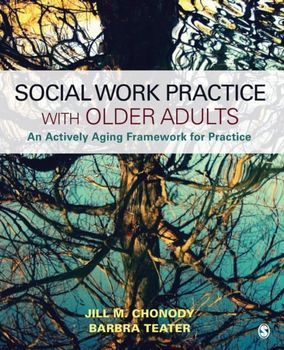 SOCIAL WORK PRACTICE
WITH OLDER ADULTS
An Actively Aging Framework for Practice
JILL M. CHONODY
BARBRA TEATER
SAGE